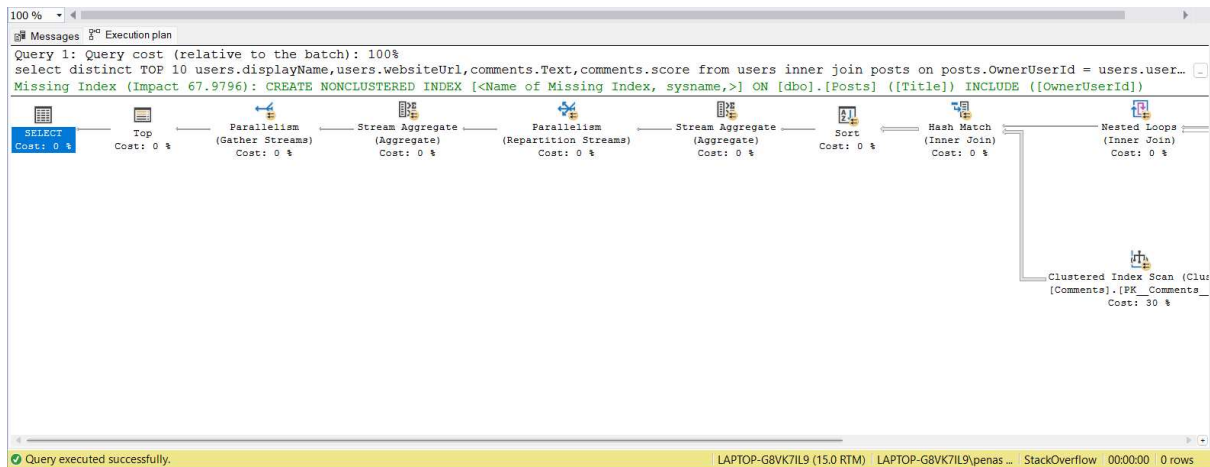 100 %
Messages Execution plan
Query 1: Query cost (relative to the batch): 100%
select distinct TOP 10 users.displayName,users.websiteUrl,comments.Text,comments.score from users inner join posts on posts.OwnerUserId = users.user…
Missing Index (Impact 67.9796): CREATE NONCLUSTERED INDEX [<Name of Missing Index, sysname,>] ON [dbo].[Posts] ([Title]) INCLUDE ([OwnerUserId])
SELECT
Cost: 0 %
Top
Cost: 0 %
Parallelism
(Gather Streams)
Cost: 0 %
Stream Aggregate
(Aggregate)
Cost: 0 %
Parallelism
(Repartition Streams)
Cost: 0 %
Stream Aggregate
(Aggregate)
Cost: 0 %
Sort
Cost: 0 %
Hash Match
(Inner Join)
Cost: 0 %
Nested Loops
(Inner Join)
Cost: 0 %
Clustered Index Scan (Clus
[Comments].[PK__Comments_
Cost: 30 %
Query executed successfully.
LAPTOP-G8VK7IL9 (15.0 RTM) LAPTOP-G8VK7IL9\penas ... StackOverflow 00:00:00 0 rows